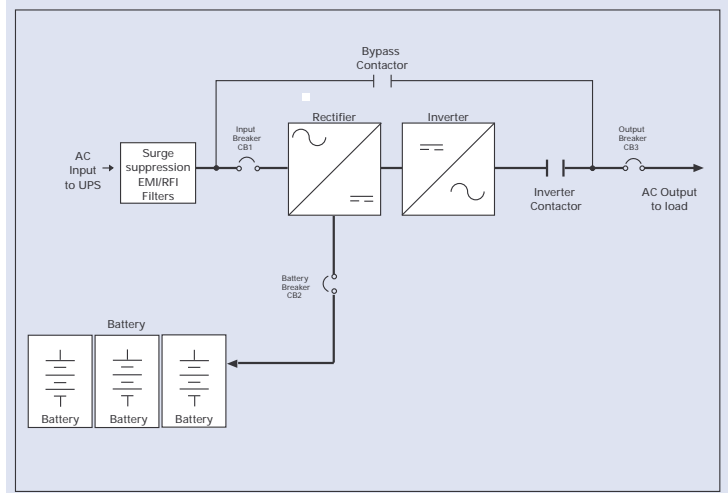 Bypass
Contactor
Input
Breaker
CB1
Rectifier
Inverter
Output
Breaker
CB3
AC
Input
to UPS
Surge
suppression
EMI/RFI
Filters
Inverter
Contactor
AC Output
to load
Battery
Breaker
CB2
Battery
Battery
Battery
Battery